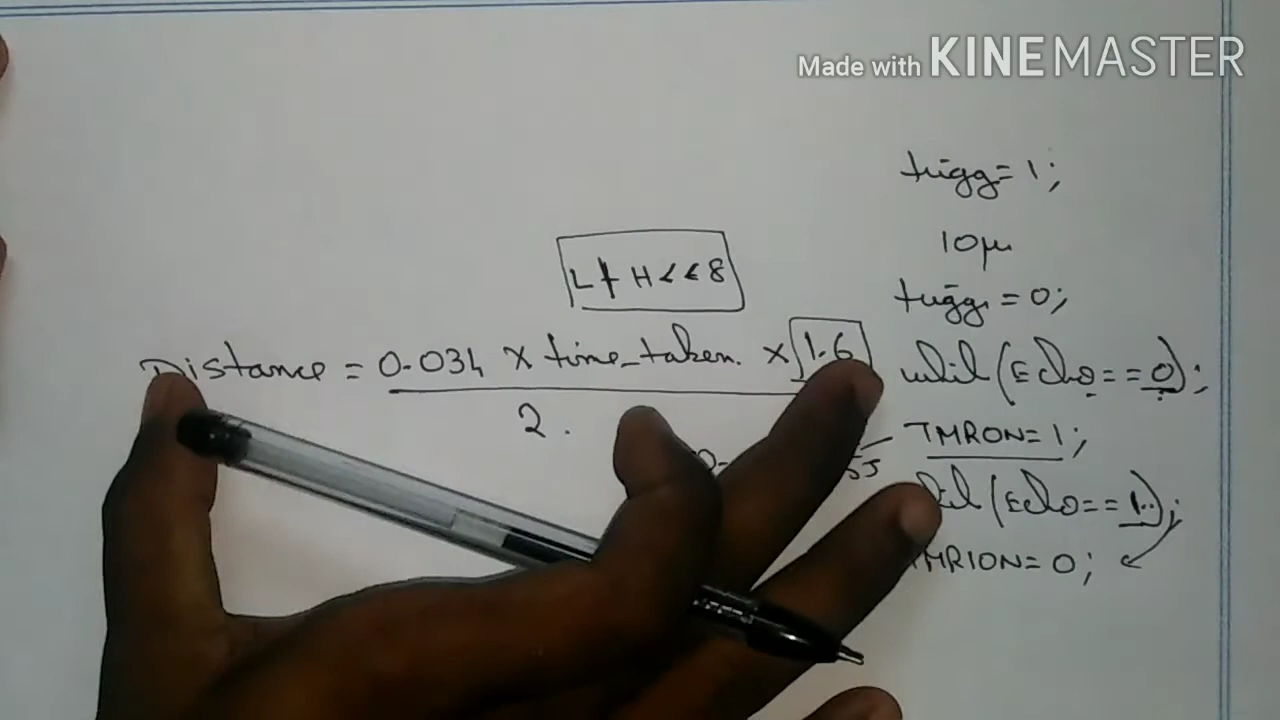 Made with KINEMASTER
trigg = 1;
10µ
L + H << 8
trigg = 0;
Distance = 0.034 × time_taken × 1.6
2.
while (Echo == 0);
TMRON = 1;
(Echo == 1);
TMR1ON = 0;